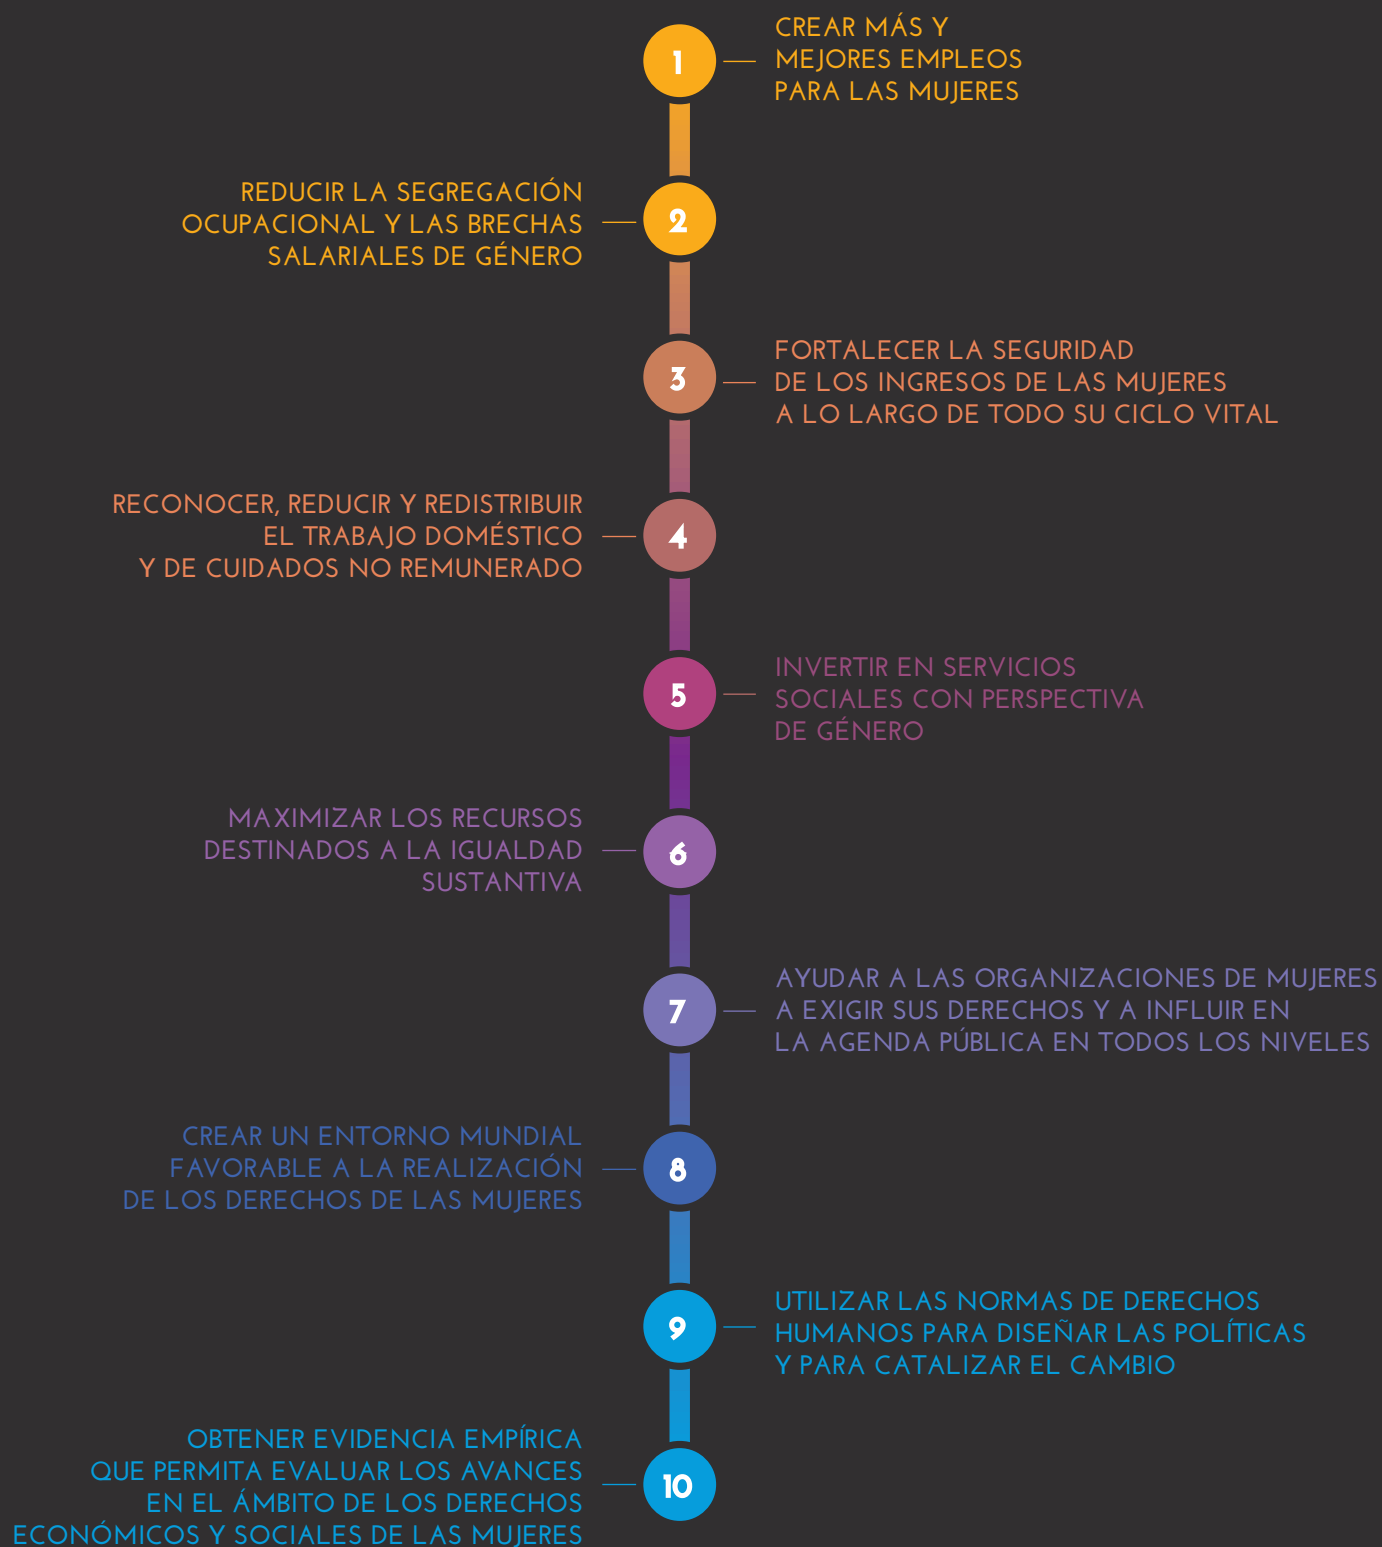 1
CREAR MÁS Y
MEJORES EMPLEOS
PARA LAS MUJERES
2
REDUCIR LA SEGREGACIÓN
OCUPACIONAL Y LAS BRECHAS
SALARIALES DE GÉNERO
3
FORTALECER LA SEGURIDAD
DE LOS INGRESOS DE LAS MUJERES
A LO LARGO DE TODO SU CICLO VITAL
4
RECONOCER, REDUCIR Y REDISTRIBUIR
EL TRABAJO DOMÉSTICO
Y DE CUIDADOS NO REMUNERADO
5
INVERTIR EN SERVICIOS
SOCIALES CON PERSPECTIVA
DE GÉNERO
6
MAXIMIZAR LOS RECURSOS
DESTINADOS A LA IGUALDAD
SUSTANTIVA
7
AYUDAR A LAS ORGANIZACIONES DE MUJERES
A EXIGIR SUS DERECHOS Y A INFLUIR EN
LA AGENDA PÚBLICA EN TODOS LOS NIVELES
8
CREAR UN ENTORNO MUNDIAL
FAVORABLE A LA REALIZACIÓN
DE LOS DERECHOS DE LAS MUJERES
9
UTILIZAR LAS NORMAS DE DERECHOS
HUMANOS PARA DISEÑAR LAS POLÍTICAS
Y PARA CATALIZAR EL CAMBIO
10
OBTENER EVIDENCIA EMPÍRICA
QUE PERMITA EVALUAR LOS AVANCES
EN EL ÁMBITO DE LOS DERECHOS
ECONÓMICOS Y SOCIALES DE LAS MUJERES